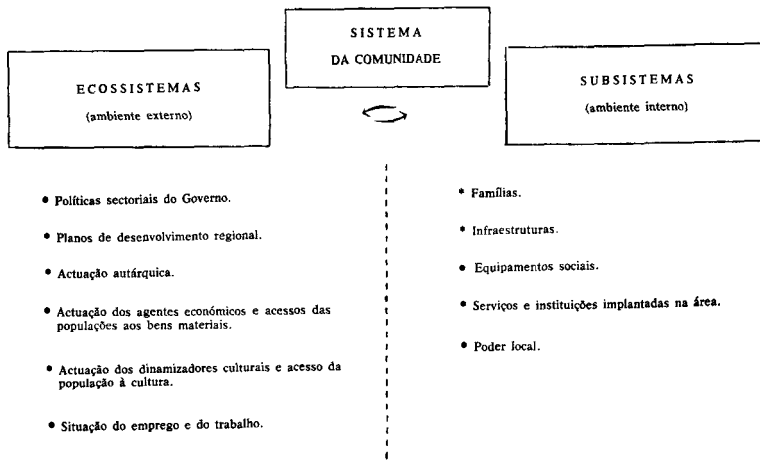 SISTEMA
DA COMUNIDADE
ECOSSISTEMAS
(ambiente externo)
SUBSISTEMAS
(ambiente interno)
• Políticas sectoriais do Governo.
• Planos de desenvolvimento regional.
• Actuação autárquica.
• Actuação dos agentes económicos e acessos das
populações aos bens materiais.
• Actuação dos dinamizadores culturais e acesso da
população à cultura.
• Situação do emprego e do trabalho.
* Famílias.
* Infraestruturas.
• Equipamentos sociais.
• Serviços e instituições implantadas na área.
• Poder local.